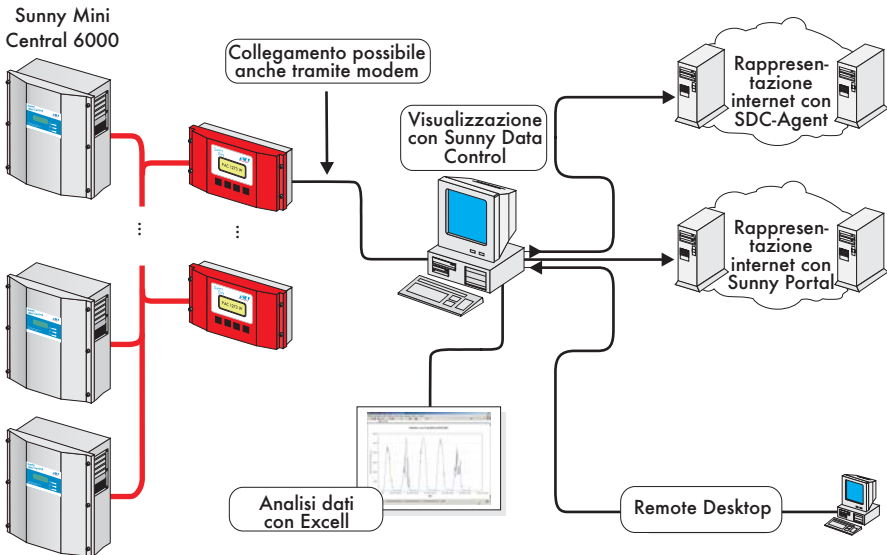 Sunny Mini
Central 6000
Collegamento possibile
anche tramite modem
Visualizzazione
con Sunny Data
Control
Rappresen-
tazione
internet con
SDC-Agent
Rappresen-
tazione
internet con
Sunny Portal
...
...
Analisi dati
con Excell
Remote Desktop